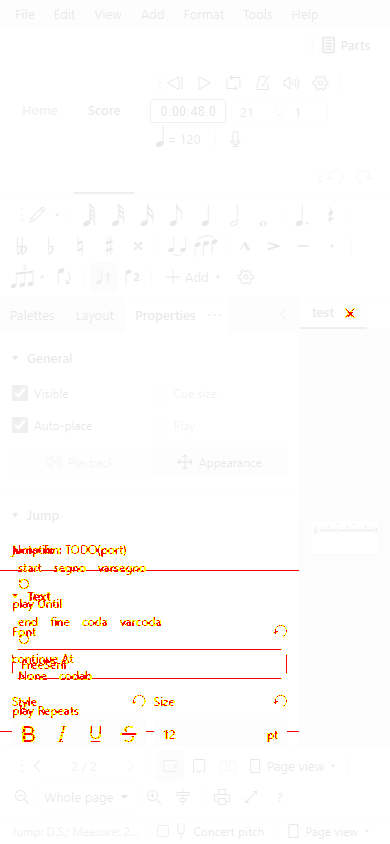 File Edit View Add Format Tools Help
Parts
Home Score 0:00:48.0 21 . 1
= 120
Add
Palettes Layout Properties test
General
Visible Cue size
Auto-place Play
Playback Appearance
Jump
TODO(port)
start segno varsegno
Text
play Until
end fine coda varcoda
Font
Continue At
FreeSerif
None codab
Style Size
play Repeats
B I U S 12 pt
2 / 2 Page view
Whole page ?
Jump: D.S.; Measure: 2... Concert pitch Page view